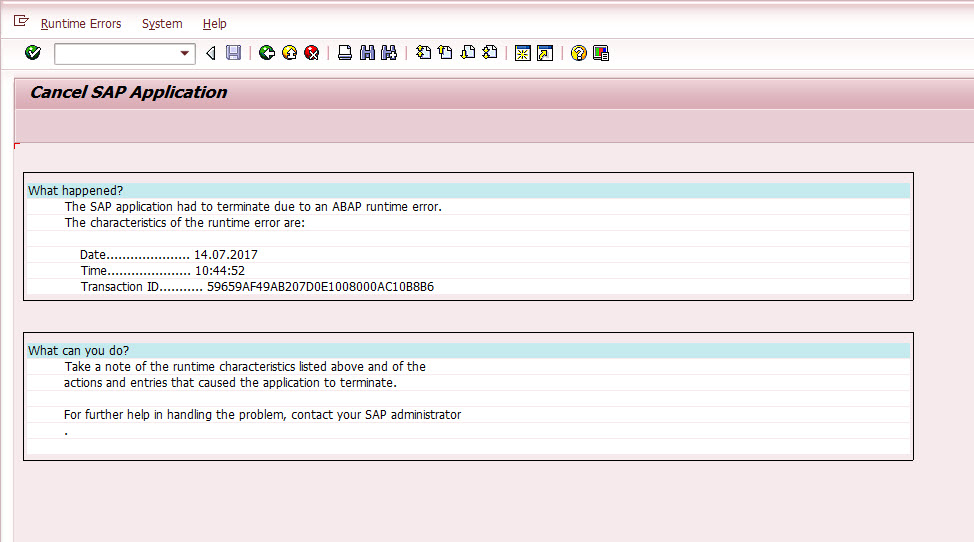 Runtime Errors System Help
Cancel SAP Application
What happened?
The SAP application had to terminate due to an ABAP runtime error.
The characteristics of the runtime error are:
Date..................... 14.07.2017
Time..................... 10:44:52
Transaction ID........... 59659AF49AB207D0E1008000AC10B8B6
What can you do?
Take a note of the runtime characteristics listed above and of the
actions and entries that caused the application to terminate.
For further help in handling the problem, contact your SAP administrator
.